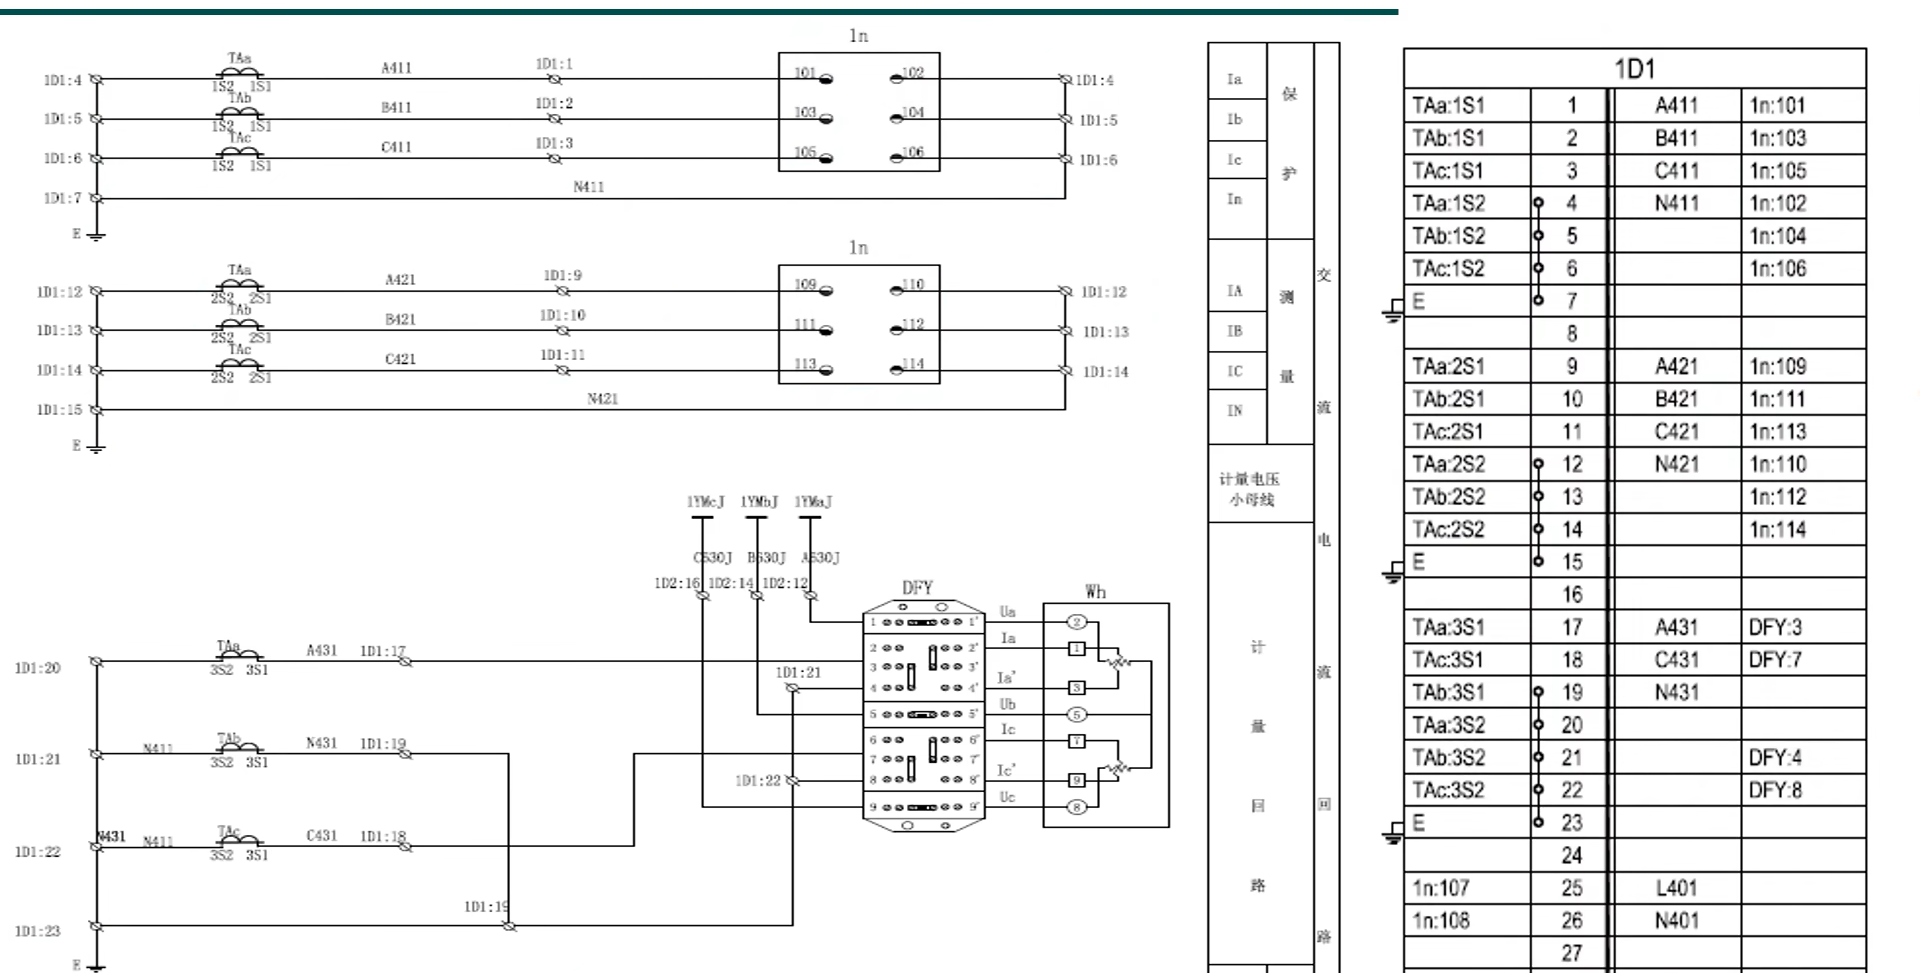 1n
1D1:4 TAa 1S2 1S1 A411 1D1:1 101 102 1D1:4
1D1:5 TAb 1S2 1S1 B411 1D1:2 103 104 1D1:5
1D1:6 TAc 1S2 1S1 C411 1D1:3 105 106 1D1:6
1D1:7 N411
E
1n
1D1:12 TAa 2S2 2S1 A421 1D1:9 109 110 1D1:12
1D1:13 TAb 2S2 2S1 B421 1D1:10 111 112 1D1:13
1D1:14 TAc 2S2 2S1 C421 1D1:11 113 114 1D1:14
1D1:15 N421
E
1YMcJ 1YMbJ 1YMaJ
C630J B630J A630J
1D2:16 1D2:14 1D2:12
DFY
Wh
1D1:20 TAa 3S2 3S1 A431 1D1:17
1D1:21 N411 TAb 3S2 3S1 N431 1D1:19
N431
1D1:22 N411 TAc 3S2 3S1 C431 1D1:18
1D1:23 1D1:19
E
1D1:21
1D1:22
1 1' Ua 2
2 2' Ia 1
3 3'
4 4' Ia' 3
5 5' Ub 5
6 6' Ic 7
7 7'
8 8' Ic' 9
9 9' Uc 8
Ia
Ib
Ic
In
保护
IA
IB
IC
IN
测量
计量电压
小母线
计量回路
交流电流回路
1D1
TAa:1S1 1 A411 1n:101
TAb:1S1 2 B411 1n:103
TAc:1S1 3 C411 1n:105
TAa:1S2 4 N411 1n:102
TAb:1S2 5 1n:104
TAc:1S2 6 1n:106
E 7
8
TAa:2S1 9 A421 1n:109
TAb:2S1 10 B421 1n:111
TAc:2S1 11 C421 1n:113
TAa:2S2 12 N421 1n:110
TAb:2S2 13 1n:112
TAc:2S2 14 1n:114
E 15
16
TAa:3S1 17 A431 DFY:3
TAc:3S1 18 C431 DFY:7
TAb:3S1 19 N431
TAa:3S2 20
TAb:3S2 21 DFY:4
TAc:3S2 22 DFY:8
E 23
24
1n:107 25 L401
1n:108 26 N401
27